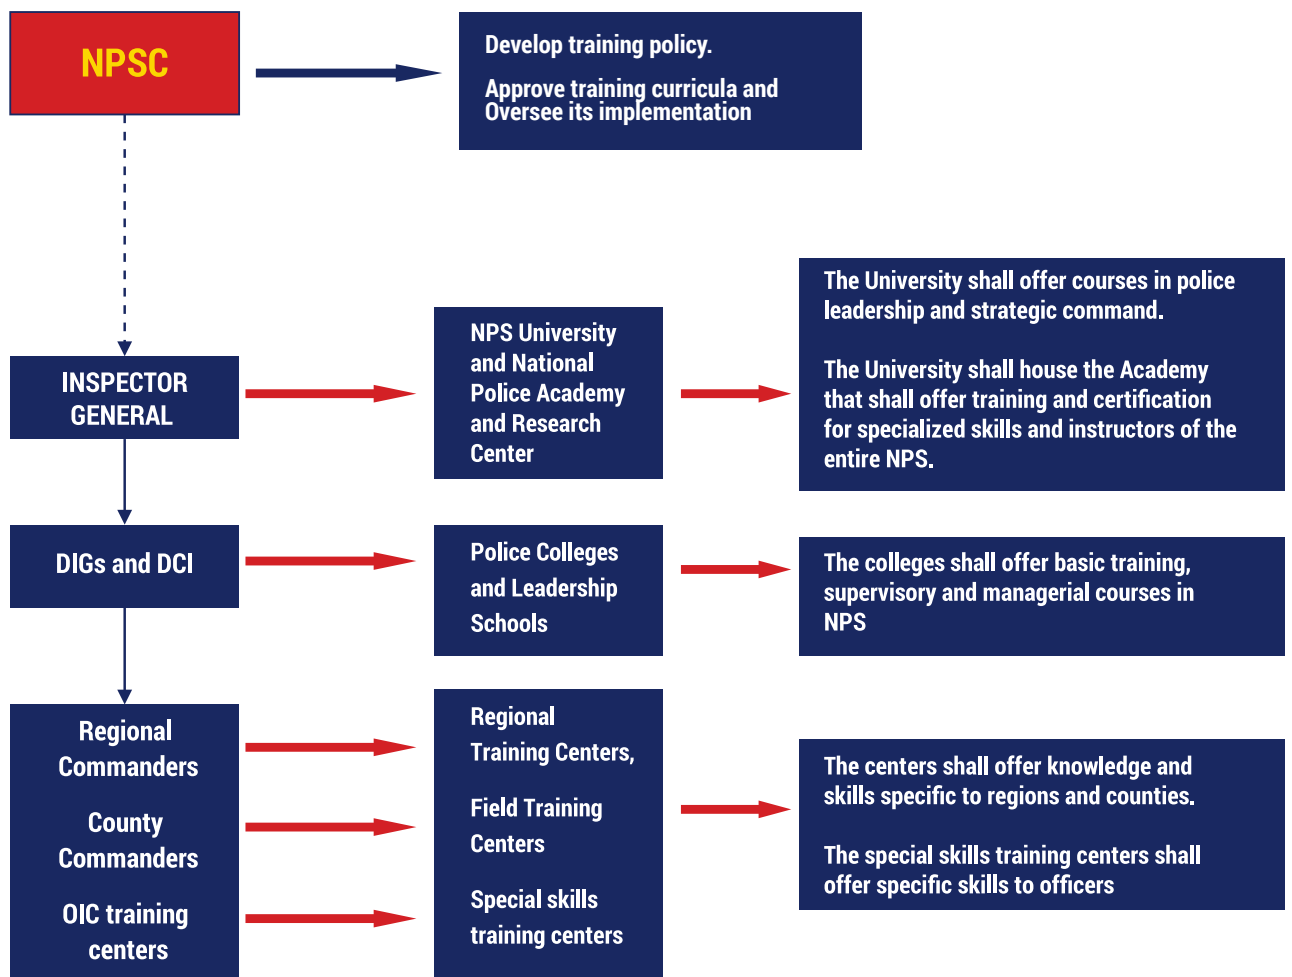 NPSC
Develop training policy.
Approve training curricula and
Oversee its implementation
INSPECTOR
GENERAL
NPS University
and National
Police Academy
and Research
Center
The University shall offer courses in police
leadership and strategic command.
The University shall house the Academy
that shall offer training and certification
for specialized skills and instructors of the
entire NPS.
DIGs and DCI
Police Colleges
and Leadership
Schools
The colleges shall offer basic training,
supervisory and managerial courses in
NPS
Regional
Commanders
County
Commanders
OIC training
centers
Regional
Training Centers,
Field Training
Centers
Special skills
training centers
The centers shall offer knowledge and
skills specific to regions and counties.
The special skills training centers shall
offer specific skills to officers